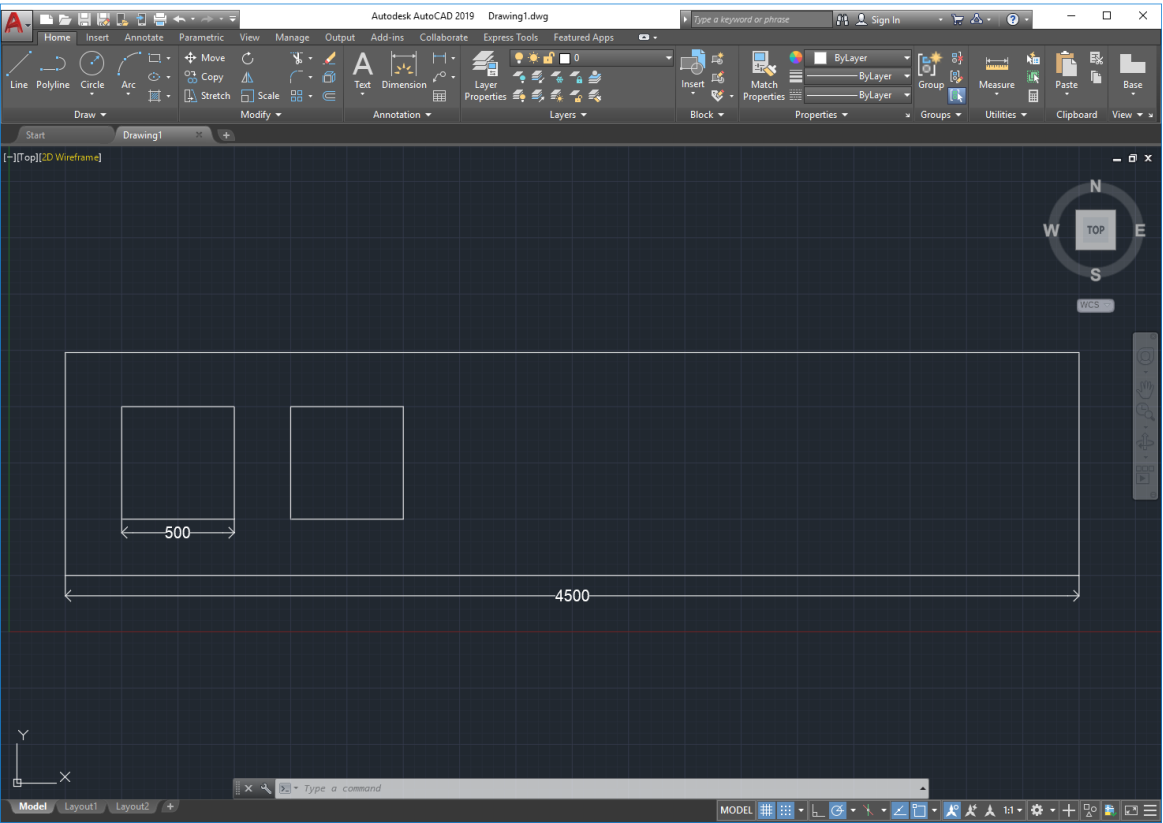 A Autodesk AutoCAD 2019 Drawing1.dwg Type a keyword or phrase Sign In ?
Home Insert Annotate Parametric View Manage Output Add-ins Collaborate Express Tools Featured Apps
Line Polyline Circle Arc Move Copy Stretch Scale A Text Dimension Layer Properties 0 Insert Match Properties ByLayer ByLayer ByLayer Group Measure Paste Base
Draw Modify Annotation Layers Block Properties Groups Utilities Clipboard View
Start Drawing1
[−][Top][2D Wireframe]
N
W TOP E
S
WCS
500
4500
Y
X
Type a command
Model Layout1 Layout2 + MODEL 1:1